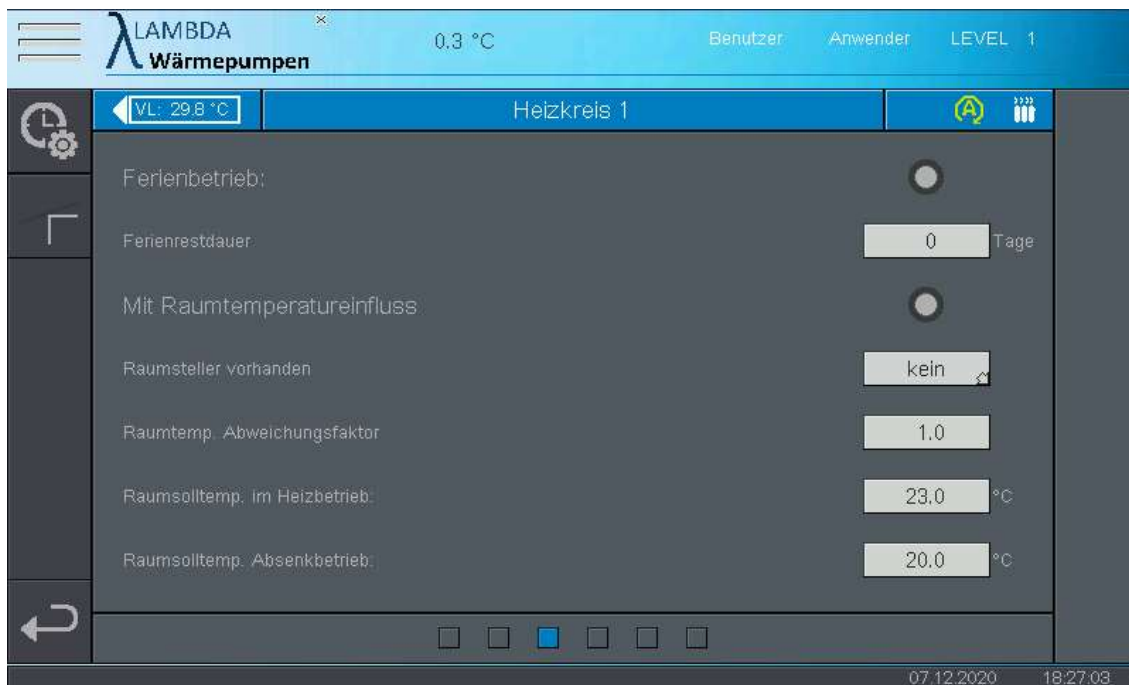 LAMBDA
Wärmepumpen
0.3 °C
Benutzer Anwender LEVEL 1
VL: 29.8 °C
Heizkreis 1
A
Ferienbetrieb:
Ferienrestdauer 0 Tage
Mit Raumtemperatureinfluss
Raumsteller vorhanden kein
Raumtemp. Abweichungsfaktor 1.0
Raumsolltemp. im Heizbetrieb: 23.0 °C
Raumsolltemp. Absenkbetrieb: 20.0 °C
07.12.2020 18:27:03